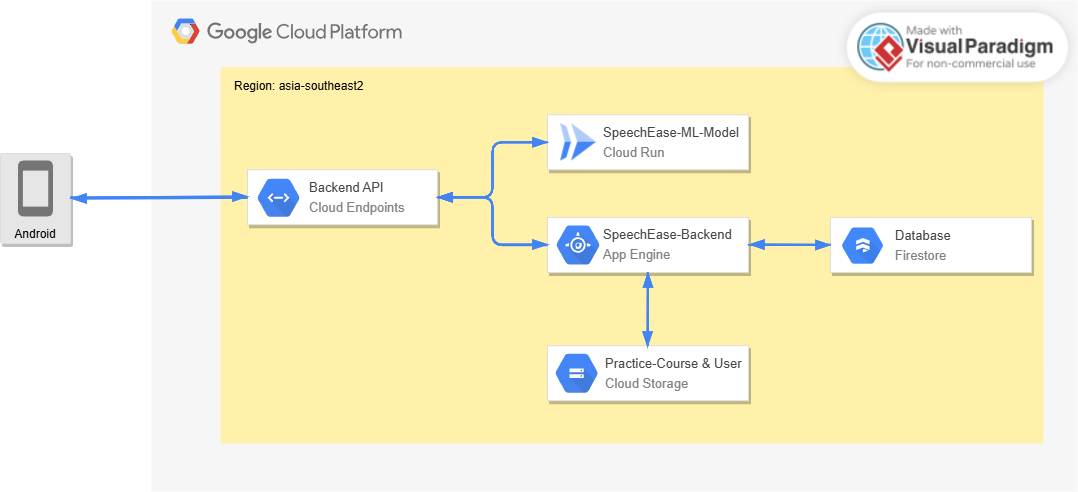 Google Cloud Platform
Made with
Visual Paradigm
For non-commercial use
Region: asia-southeast2
SpeechEase-ML-Model
Cloud Run
Backend API
Cloud Endpoints
Android
SpeechEase-Backend
App Engine
Database
Firestore
Practice-Course & User
Cloud Storage